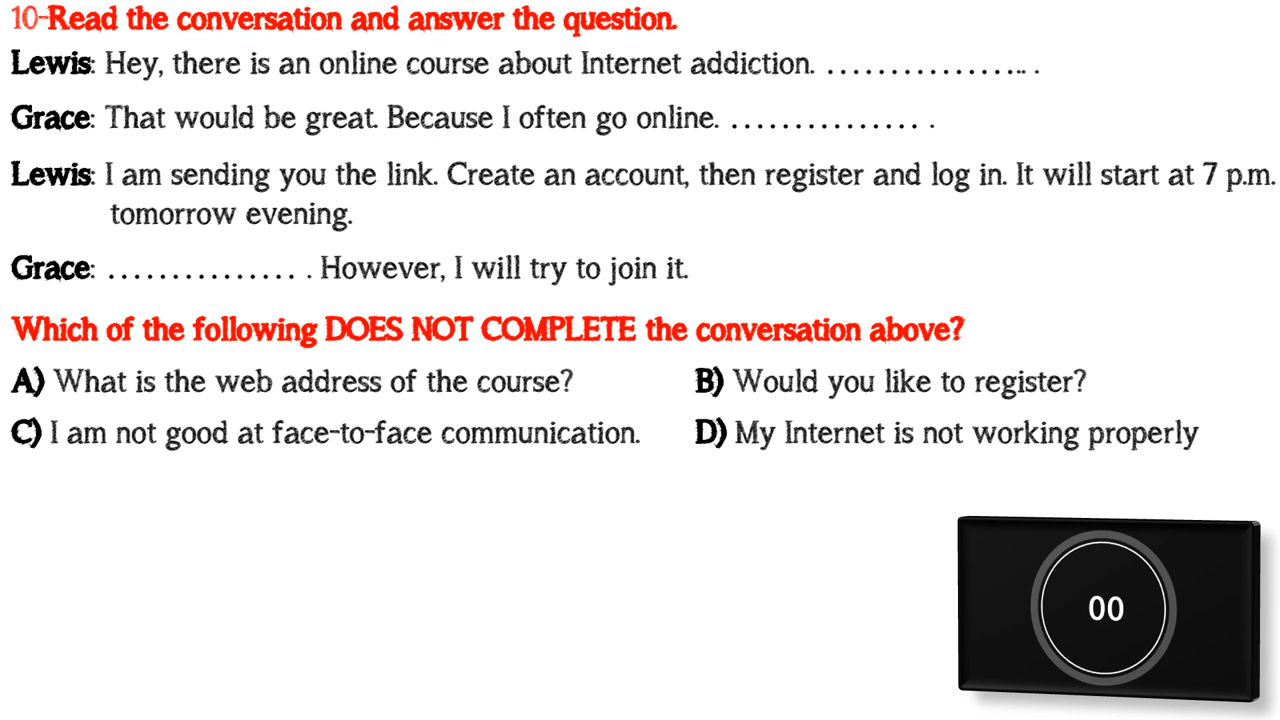 10-Read the conversation and answer the question.
Lewis: Hey, there is an online course about Internet addiction. ………………... .
Grace: That would be great. Because I often go online. ……………… .
Lewis: I am sending you the link. Create an account, then register and log in. It will start at 7 p.m.
tomorrow evening.
Grace: ……………… . However, I will try to join it.
Which of the following DOES NOT COMPLETE the conversation above?
A) What is the web address of the course? B) Would you like to register?
C) I am not good at face-to-face communication. D) My Internet is not working properly
00